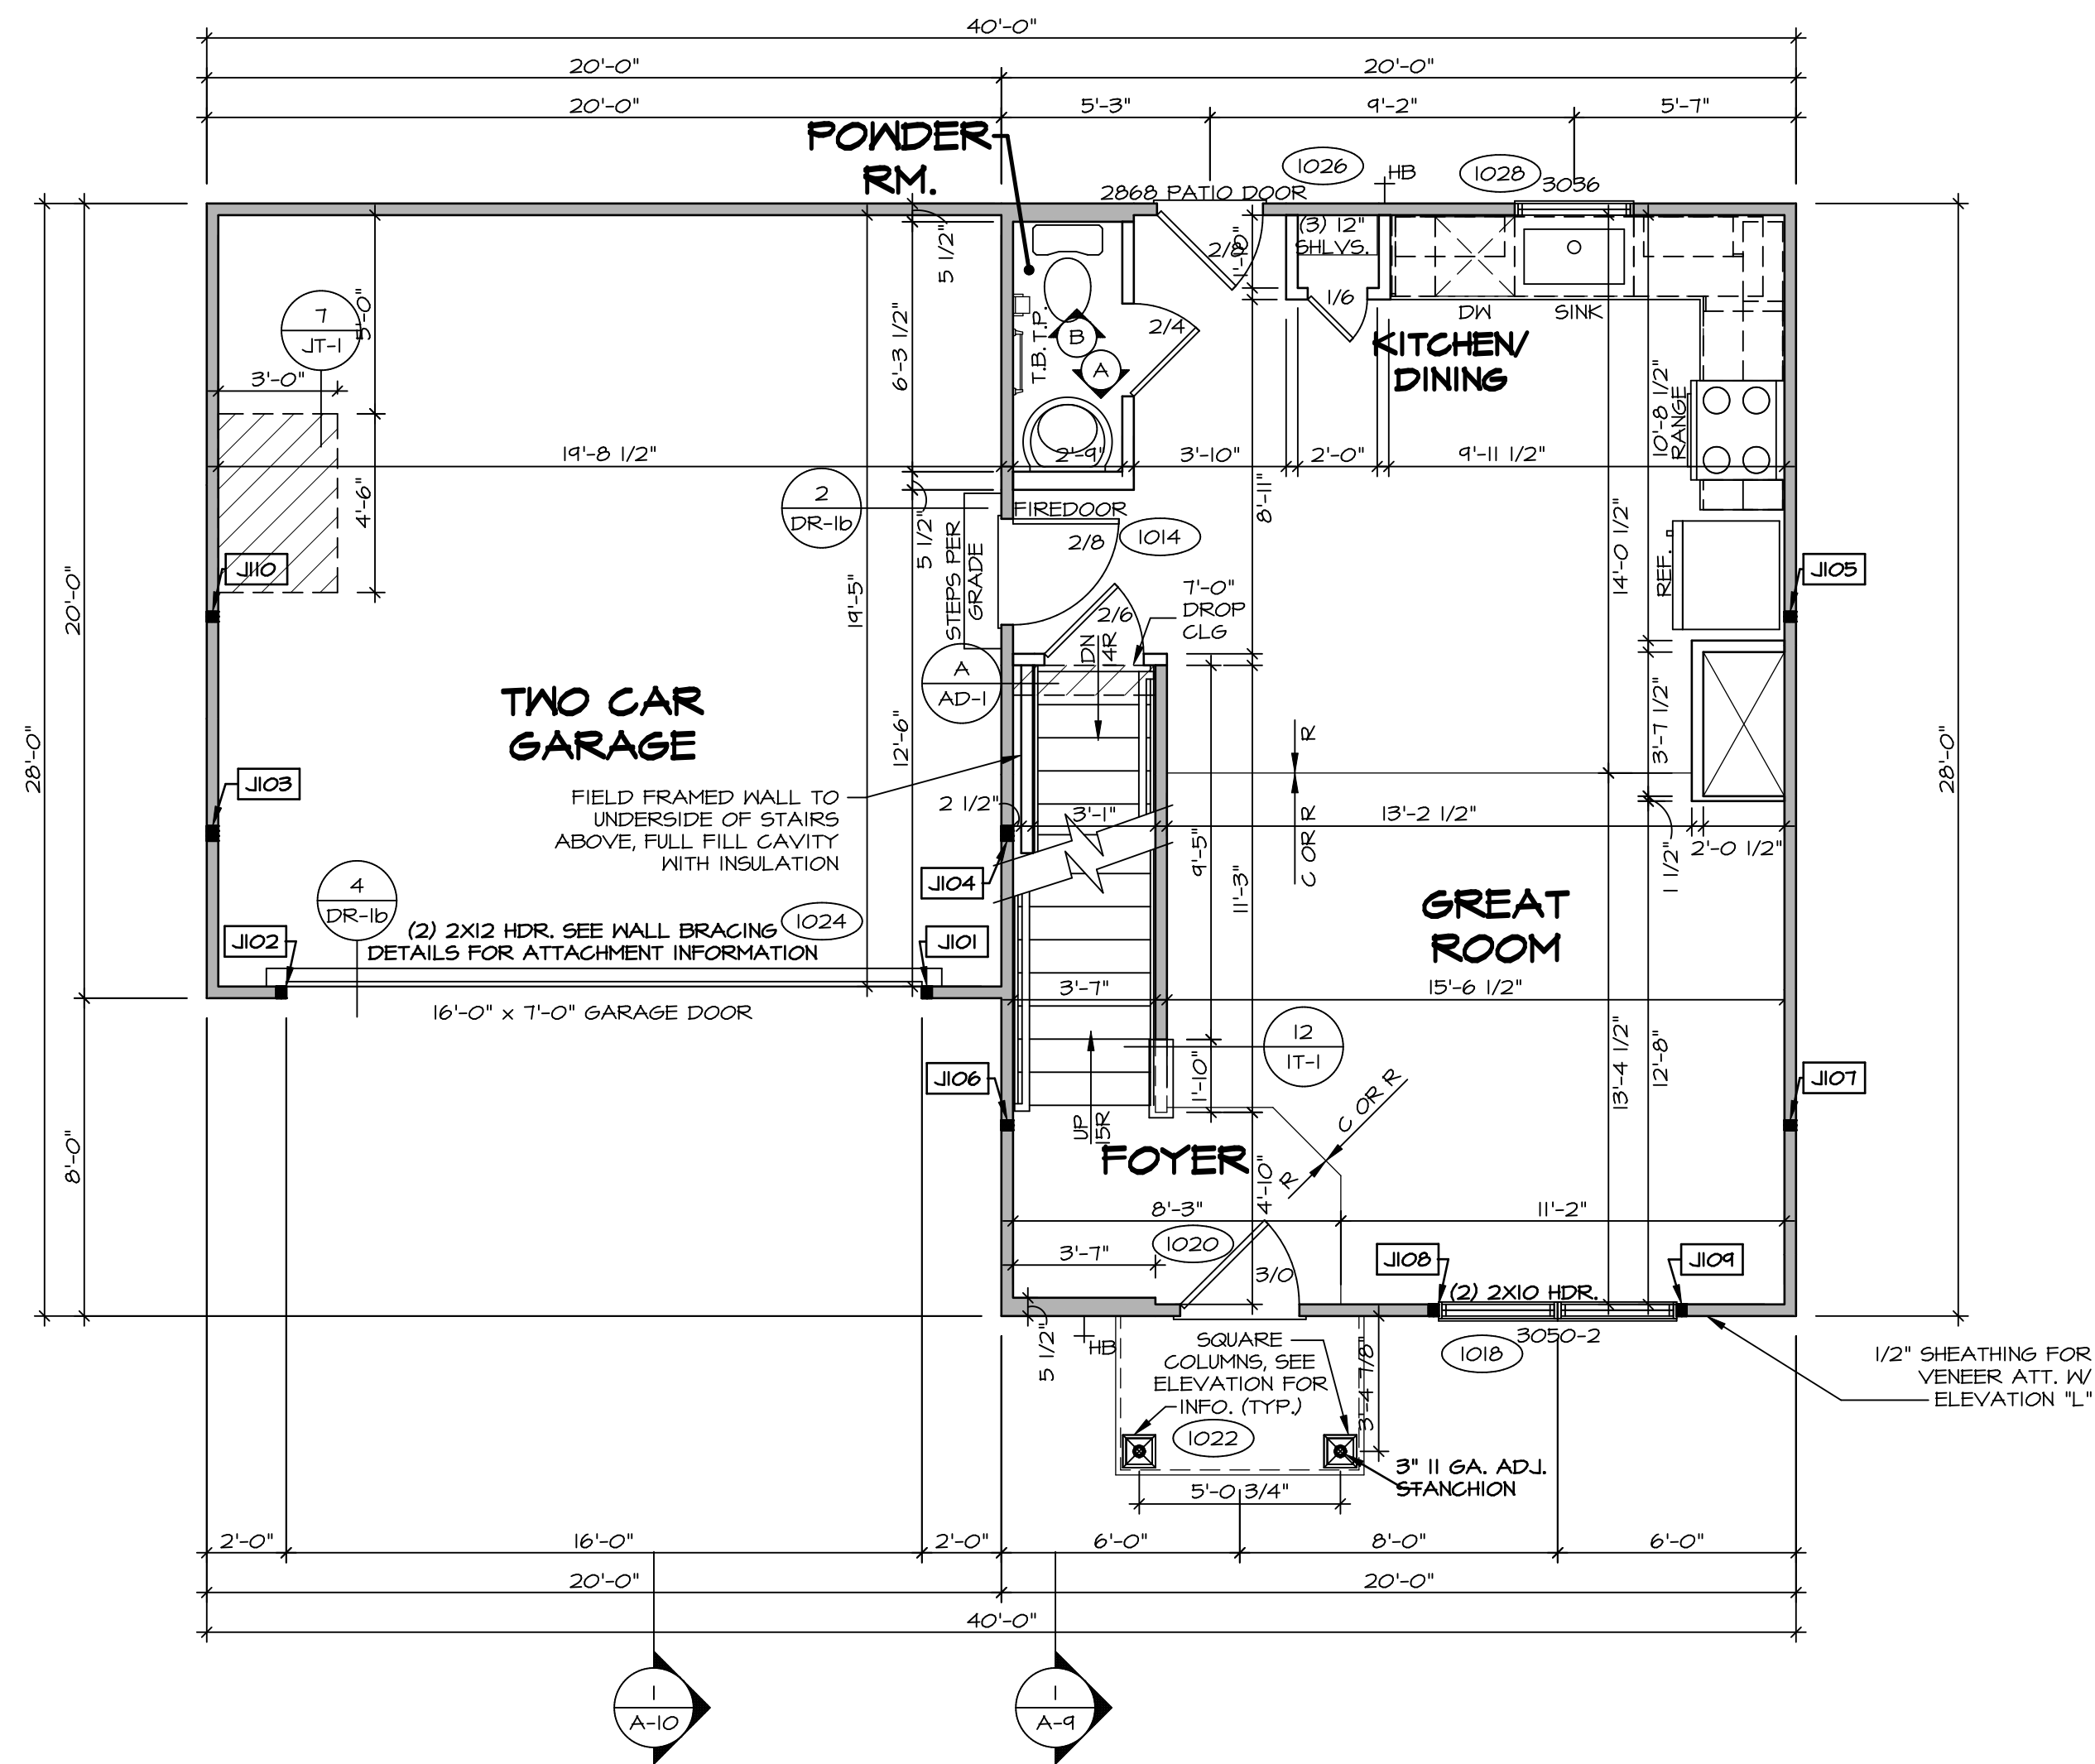 40'-0"
20'-0" 20'-0"
20'-0" 5'-3" 9'-2" 5'-7"
POWDER
RM.
1026
HB
1028
3036
2868 PATIO DOOR
5 1/2"
2/8
1'-8"
(3) 12"
SHLVS.
1/6
DW
SINK
7
JT-1
5'-0"
3'-0"
4'-6"
6'-3 1/2"
T.B. T.P.
B
A
2/4
KITCHEN/
DINING
10'-8 1/2"
RANGE
19'-8 1/2"
2'-9"
3'-10"
2'-0"
9'-11 1/2"
2
DR-1b
5 1/2"
STEPS PER
GRADE
FIREDOOR
2/8
1014
8'-11"
14'-0 1/2"
REF.
J110
J105
20'-0"
28'-0"
19'-5"
2/6
DN
14R
7'-0"
DROP
CLG
A
AD-1
TWO CAR
GARAGE
12'-6"
R
C OR R
3'-7 1/2"
28'-0"
J103
FIELD FRAMED WALL TO
UNDERSIDE OF STAIRS
ABOVE, FULL FILL CAVITY
WITH INSULATION
2 1/2"
3'-1"
13'-2 1/2"
2'-0 1/2"
1 1/2"
9'-5"
11'-3"
J104
4
DR-1b
GREAT
ROOM
J102
(2) 2X12 HDR. SEE WALL BRACING
DETAILS FOR ATTACHMENT INFORMATION
1024
J101
16'-0" x 7'-0" GARAGE DOOR
3'-7"
15'-6 1/2"
12
1T-1
13'-4 1/2"
12'-8"
8'-0"
J106
1'-10"
C OR R
R
J107
UP
15R
FOYER
4'-10"
8'-3"
11'-2"
3'-7"
1020
3/0
J108
J109
(2) 2X10 HDR.
3050-2
1018
5 1/2"
HB
SQUARE
COLUMNS, SEE
ELEVATION FOR
INFO. (TYP.)
1022
3'-4 7/8"
1/2" SHEATHING FOR
VENEER ATT. W/
ELEVATION "L"
3" 11 GA. ADJ.
STANCHION
5'-0 3/4"
2'-0" 16'-0" 2'-0" 6'-0" 8'-0" 6'-0"
20'-0" 20'-0"
40'-0"
1
A-10
1
A-9